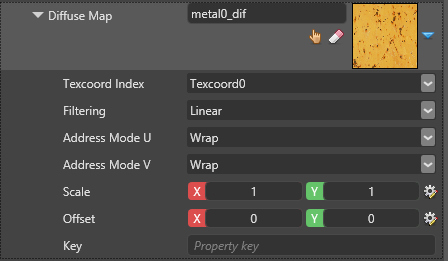 Diffuse Map metal0_dif
Texcoord Index Texcoord0
Filtering Linear
Address Mode U Wrap
Address Mode V Wrap
Scale X 1 Y 1
Offset X 0 Y 0
Key Property key